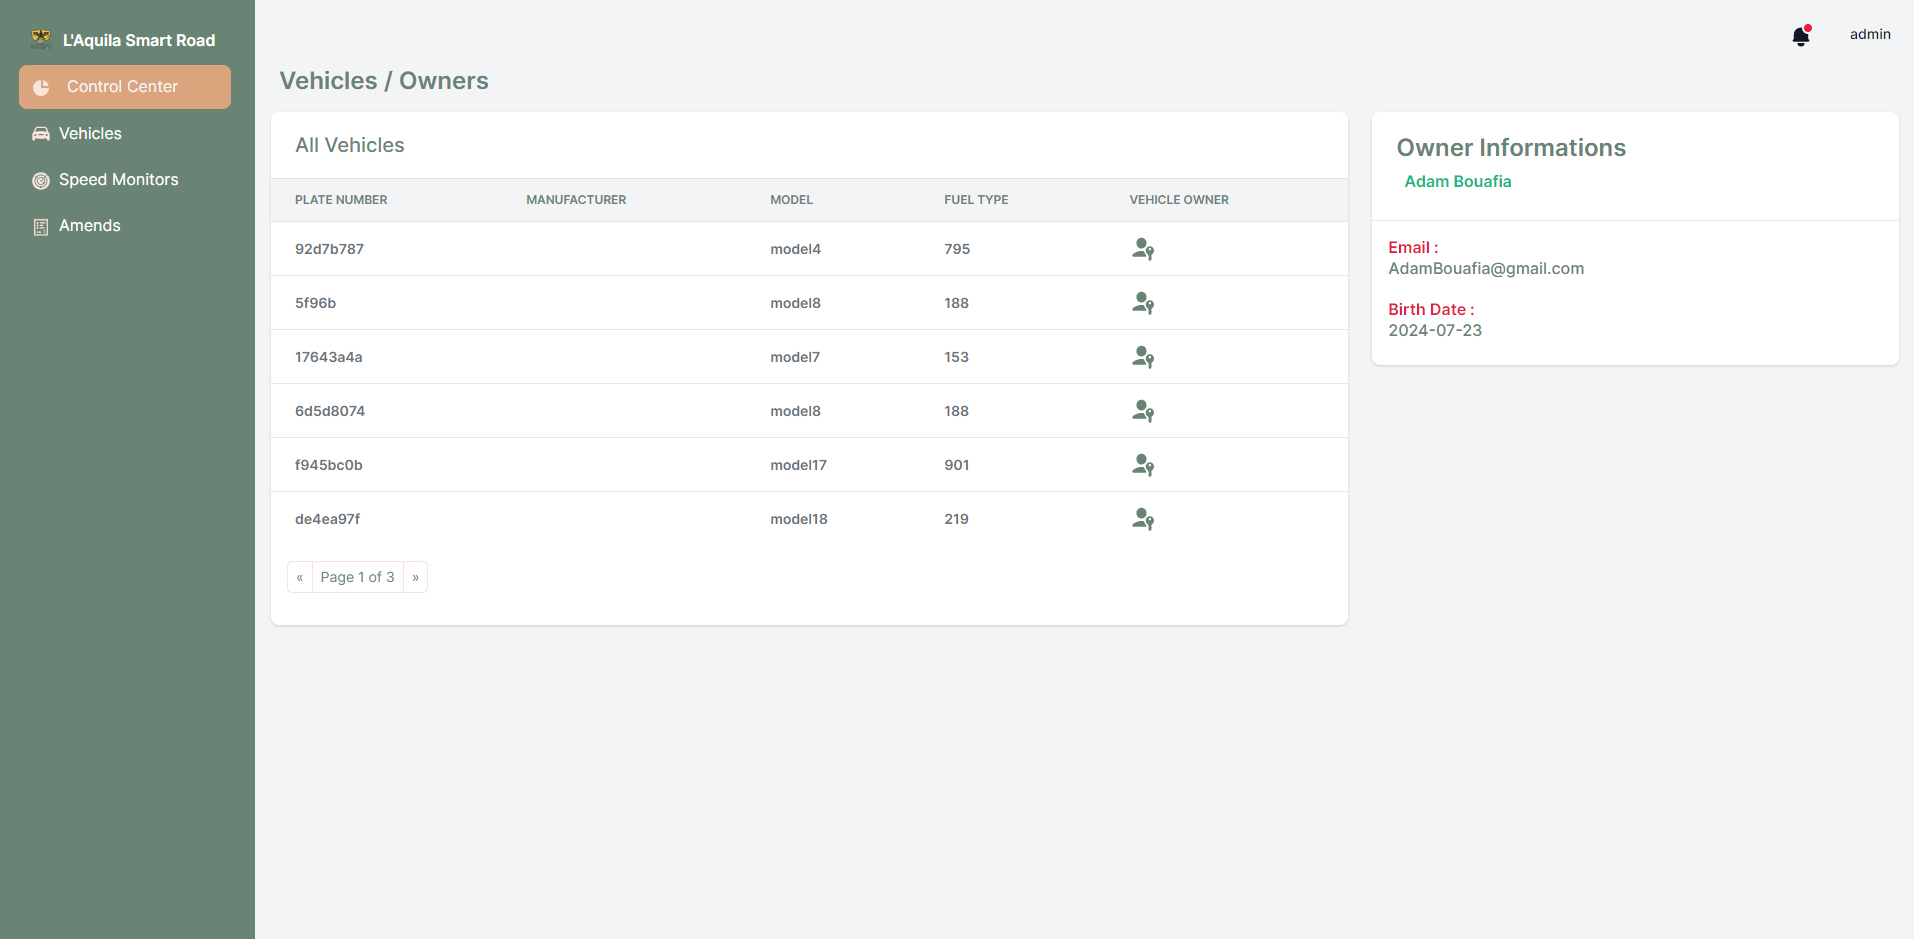 L'Aquila Smart Road
Control Center
Vehicles
Speed Monitors
Amends
admin
Vehicles / Owners
All Vehicles
PLATE NUMBER MANUFACTURER MODEL FUEL TYPE VEHICLE OWNER
92d7b787 model4 795
5f96b model8 188
17643a4a model7 153
6d5d8074 model8 188
f945bc0b model17 901
de4ea97f model18 219
« Page 1 of 3 »
Owner Informations
Adam Bouafia
Email :
AdamBouafia@gmail.com
Birth Date :
2024-07-23